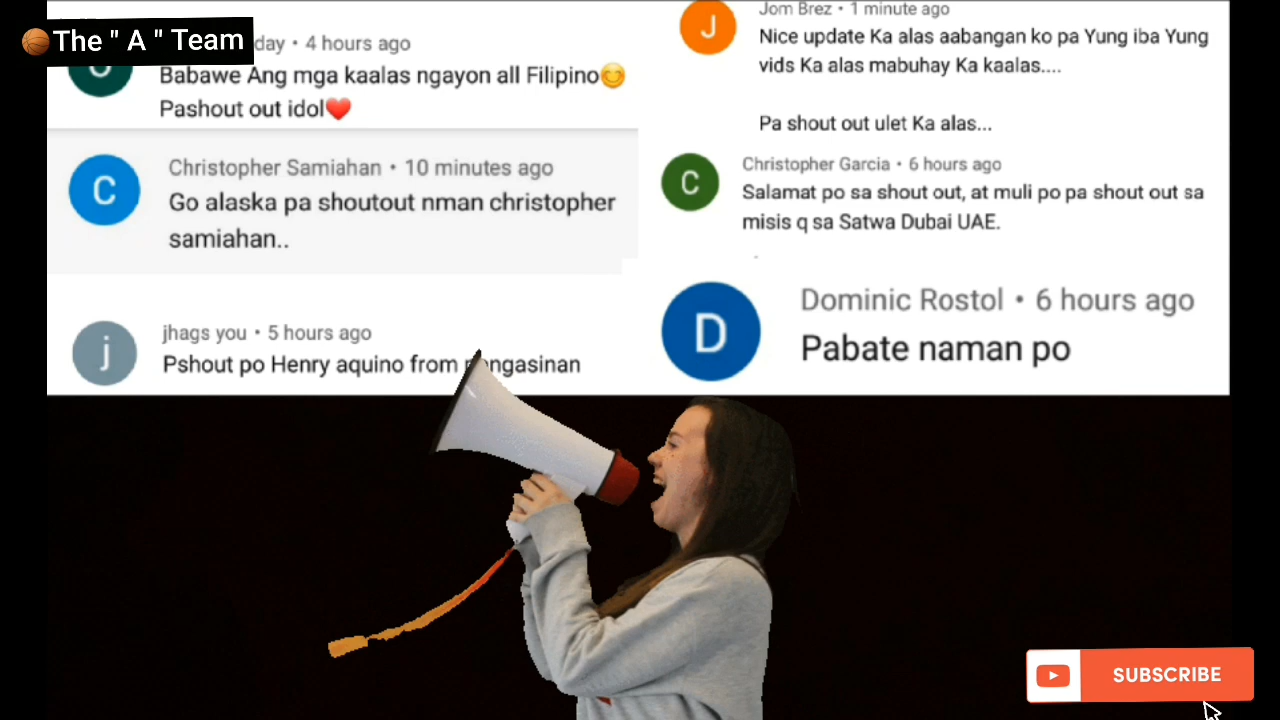 The " A " Team
day • 4 hours ago
Babawe Ang mga kaalas ngayon all Filipino😊
Pashout out idol❤️
Christopher Samiahan • 10 minutes ago
Go alaska pa shoutout nman christopher
samiahan..
jhags you • 5 hours ago
Pshout po Henry aquino from pangasinan
Jom Brez • 1 minute ago
Nice update Ka alas aabangan ko pa Yung iba Yung
vids Ka alas mabuhay Ka kaalas....
Pa shout out ulet Ka alas...
Christopher Garcia • 6 hours ago
Salamat po sa shout out, at muli po pa shout out sa
misis q sa Satwa Dubai UAE.
Dominic Rostol • 6 hours ago
Pabate naman po
SUBSCRIBE